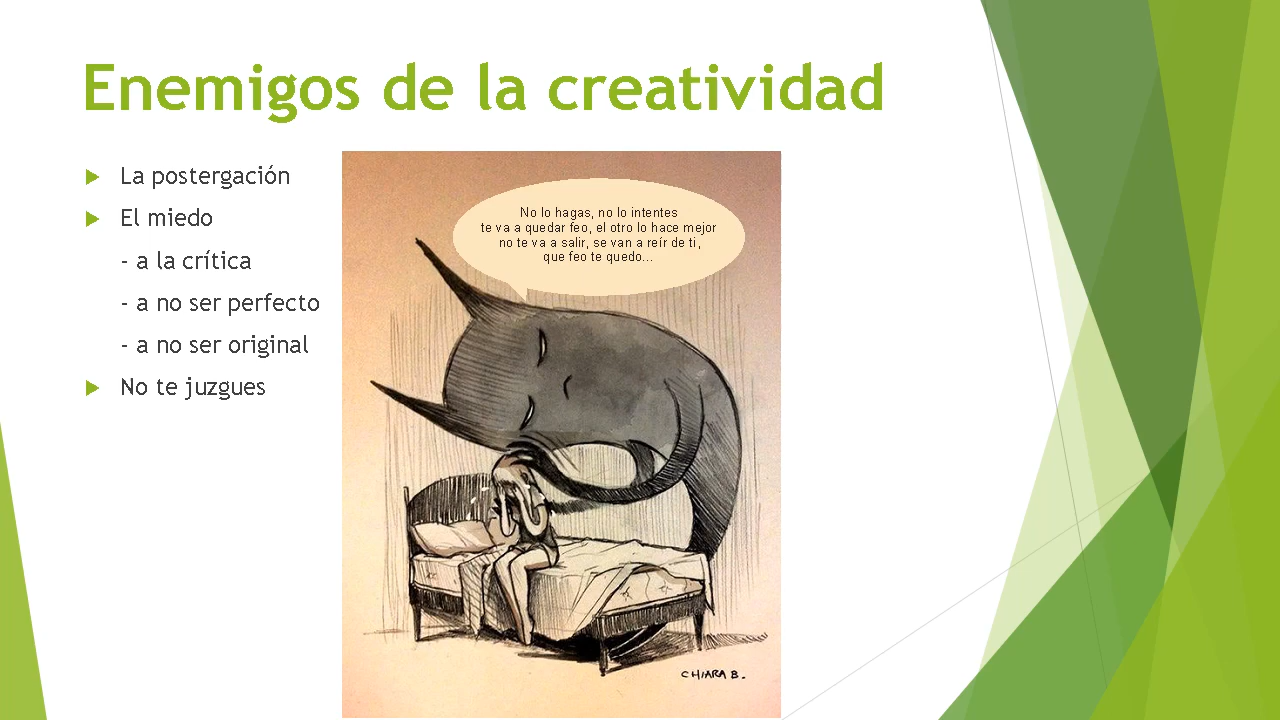 Enemigos de la creatividad
La postergación
El miedo
- a la crítica
- a no ser perfecto
- a no ser original
No te juzgues
No lo hagas, no lo intentes
te va a quedar feo, el otro lo hace mejor
no te va a salir, se van a reír de ti,
que feo te quedo...
CHIARA B.